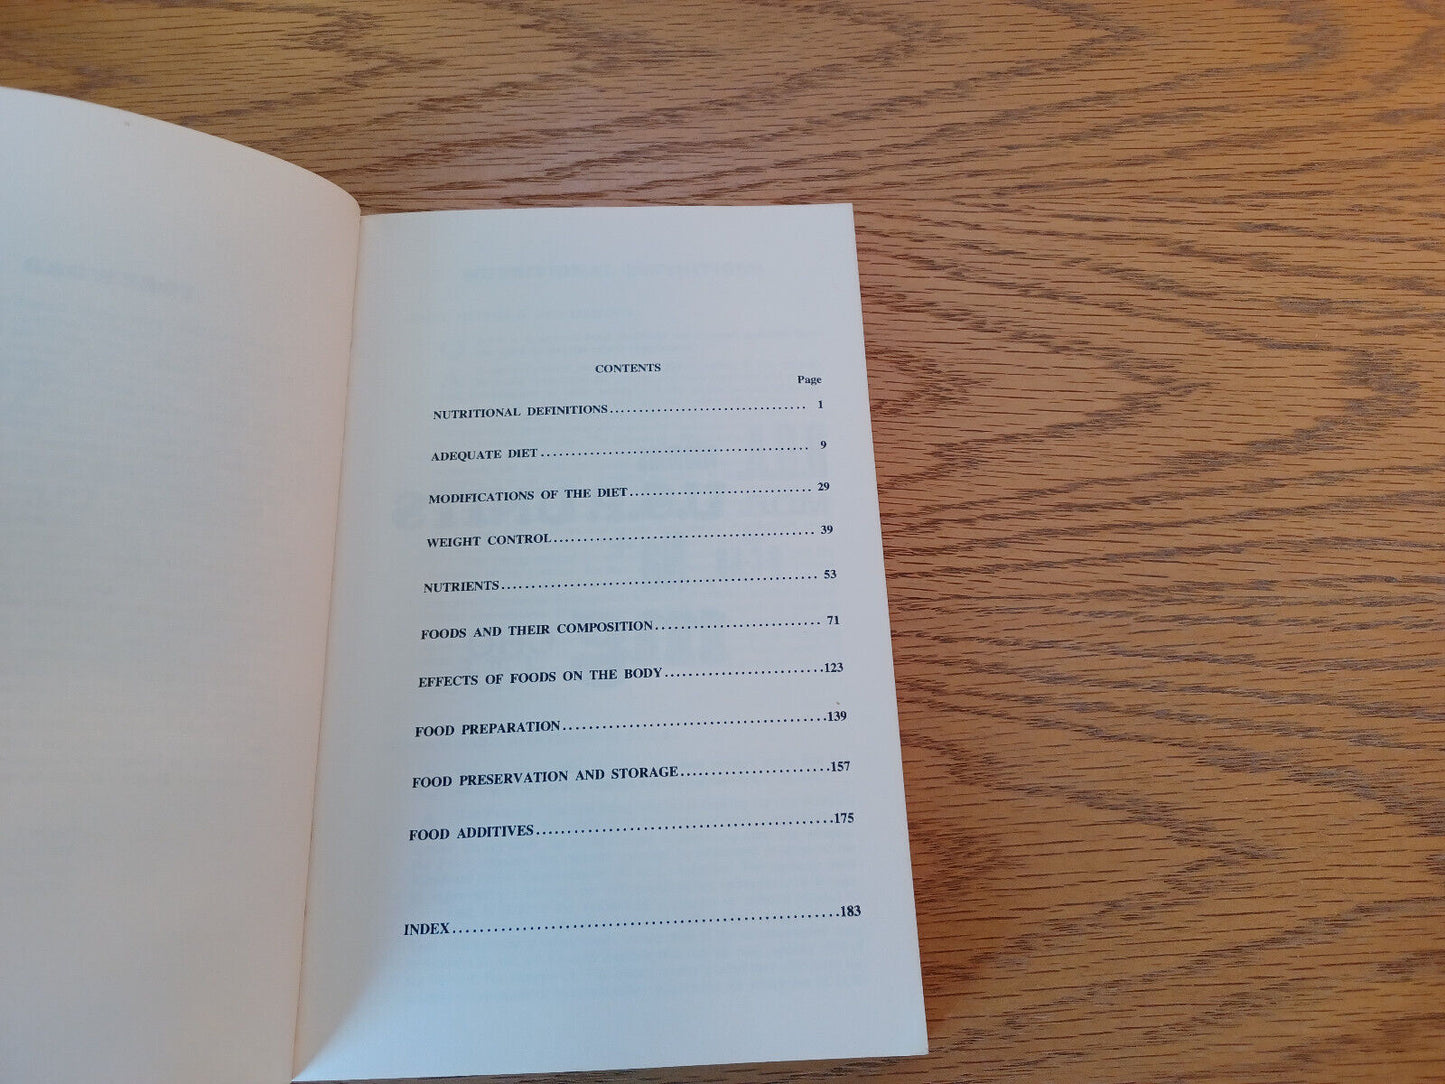 CONTENTS
Page
NUTRITIONAL DEFINITIONS................................. 1
ADEQUATE DIET............................................. 9
MODIFICATIONS OF THE DIET............................... 29
WEIGHT CONTROL............................................ 39
NUTRIENTS..................................................... 53
FOODS AND THEIR COMPOSITION............................ 71
EFFECTS OF FOODS ON THE BODY...........................123
FOOD PREPARATION............................................139
FOOD PRESERVATION AND STORAGE.........................157
FOOD ADDITIVES.................................................175
INDEX................................................................183